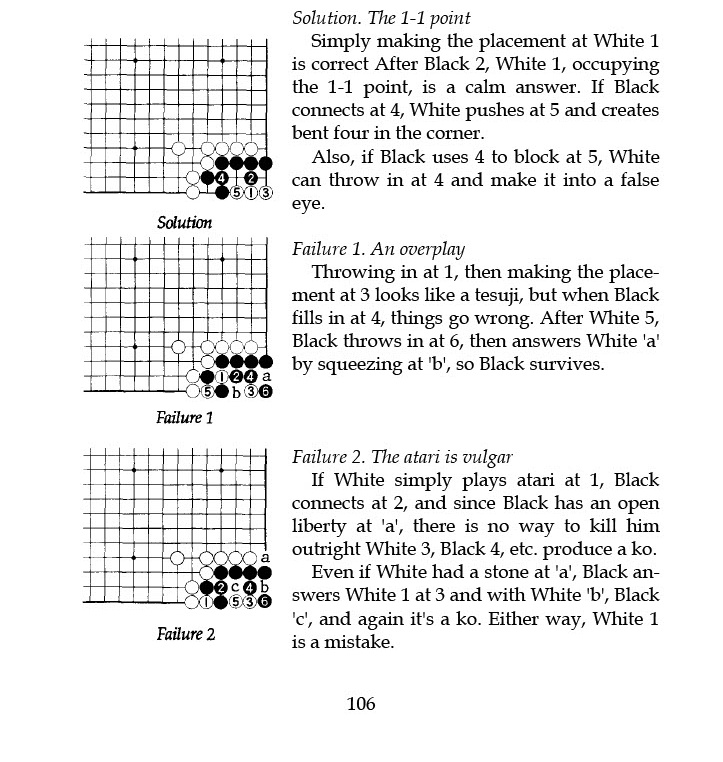 Solution. The 1-1 point
Simply making the placement at White 1
is correct After Black 2, White 1, occupying
the 1-1 point, is a calm answer. If Black
connects at 4, White pushes at 5 and creates
bent four in the corner.
Also, if Black uses 4 to block at 5, White
can throw in at 4 and make it into a false
eye.
4 2
5 1 3
Solution
Failure 1. An overplay
Throwing in at 1, then making the place-
ment at 3 looks like a tesuji, but when Black
fills in at 4, things go wrong. After White 5,
Black throws in at 6, then answers White 'a'
by squeezing at 'b', so Black survives.
1 2 4 a
5 b 3 6
Failure 1
Failure 2. The atari is vulgar
If White simply plays atari at 1, Black
connects at 2, and since Black has an open
liberty at 'a', there is no way to kill him
outright White 3, Black 4, etc. produce a ko.
Even if White had a stone at 'a', Black an-
swers White 1 at 3 and with White 'b', Black
'c', and again it's a ko. Either way, White 1
is a mistake.
a
2 c 4 b
1 5 3 6
Failure 2
106